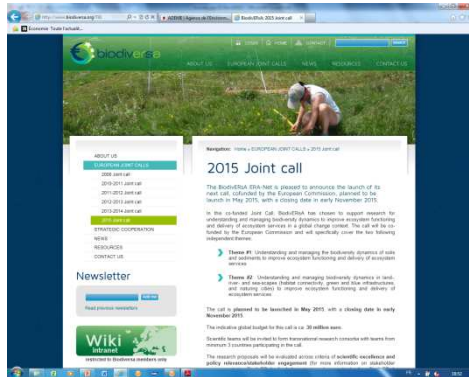 http://www.biodiversa.org/700
ADEME | Agence de l'Environn...
BiodivERsA 2015 Joint call
Economie Toute l'actualit...
LOGIN HOME CONTACT
biodiversa
ABOUT US EUROPEAN JOINT CALLS NEWS RESOURCES CONTACT US
Navigation: Home » EUROPEAN JOINT CALLS » 2015 Joint call
ABOUT US
EUROPEAN JOINT CALLS
2008 Joint call
2010-2011 Joint call
2011-2012 Joint call
2012-2013 Joint call
2013-2014 Joint call
2015 Joint call
STRATEGIC COOPERATION
NEWS
RESOURCES
CONTACT US
Newsletter
Read previous newsletters
Wiki
Intranet
restricted to Biodiversa members only
2015 Joint call
The BiodivERsA ERA-Net is pleased to announce the launch of its
next call, cofunded by the European Commission, planned to be
launch in May 2015, with a closing date in early November 2015.
In this co-funded Joint Call, BiodivERsA has chosen to support research for
understanding and managing biodiversity dynamics to improve ecosystem functioning
and delivery of ecosystem services in a global change context. The call will be co-
funded by the European Commission and will specifically cover the two following
independent themes:
Theme #1: Understanding and managing the biodiversity dynamics of soils
and sediments to improve ecosystem functioning and delivery of ecosystem
services
Theme #2: Understanding and managing biodiversity dynamics in land-,
river- and sea-scapes (habitat connectivity, green and blue infrastructures,
and naturing cities) to improve ecosystem functioning and delivery of
ecosystem services
The call is planned to be launched in May 2015, with a closing date in early
November 2015.
The indicative global budget for this call is ca. 30 million euro.
Scientific teams will be invited to form transnational research consortia with teams from
minimum 3 countries participating in the call.
The research proposals will be evaluated across criteria of scientific excellence and
policy relevance/stakeholder engagement (for more information on stakeholder